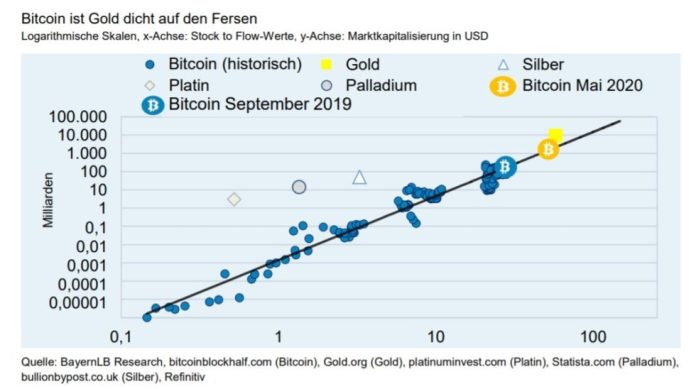 Bitcoin ist Gold dicht auf den Fersen
Logarithmische Skalen, x-Achse: Stock to Flow-Werte, y-Achse: Marktkapitalisierung in USD
Bitcoin (historisch) Gold Silber
Platin Palladium Bitcoin Mai 2020
Bitcoin September 2019
Milliarden
100.000
10.000
1.000
100
10
1
0,1
0,01
0,001
0,0001
0,00001
0,1 1 10 100
Quelle: BayernLB Research, bitcoinblockhalf.com (Bitcoin), Gold.org (Gold), platinuminvest.com (Platin), Statista.com (Palladium),
bullionbypost.co.uk (Silber), Refinitiv